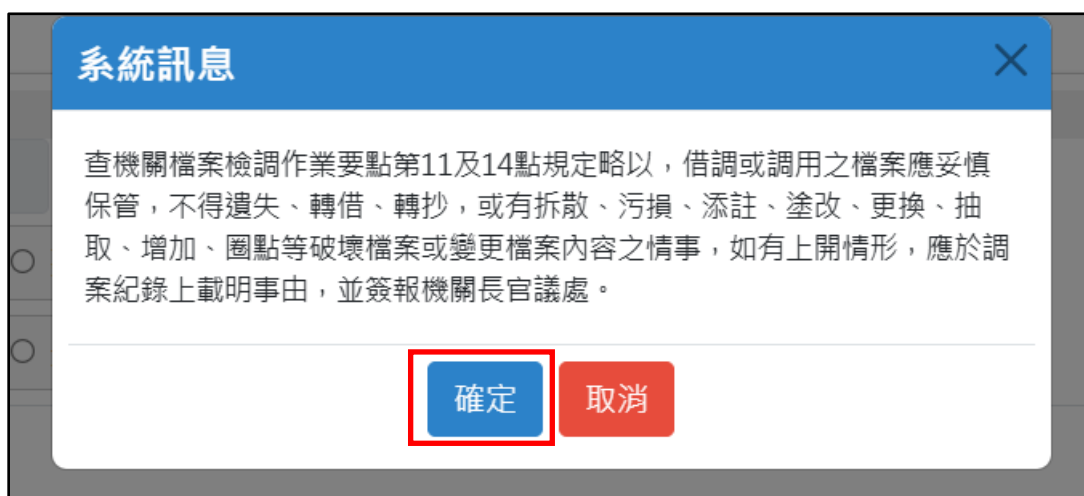 系統訊息
查機關檔案檢調作業要點第11及14點規定略以，借調或調用之檔案應妥慎
保管，不得遺失、轉借、轉抄，或有拆散、污損、添註、塗改、更換、抽
取、增加、圈點等破壞檔案或變更檔案內容之情事，如有上開情形，應於調
案紀錄上載明事由，並簽報機關長官議處。
確定
取消